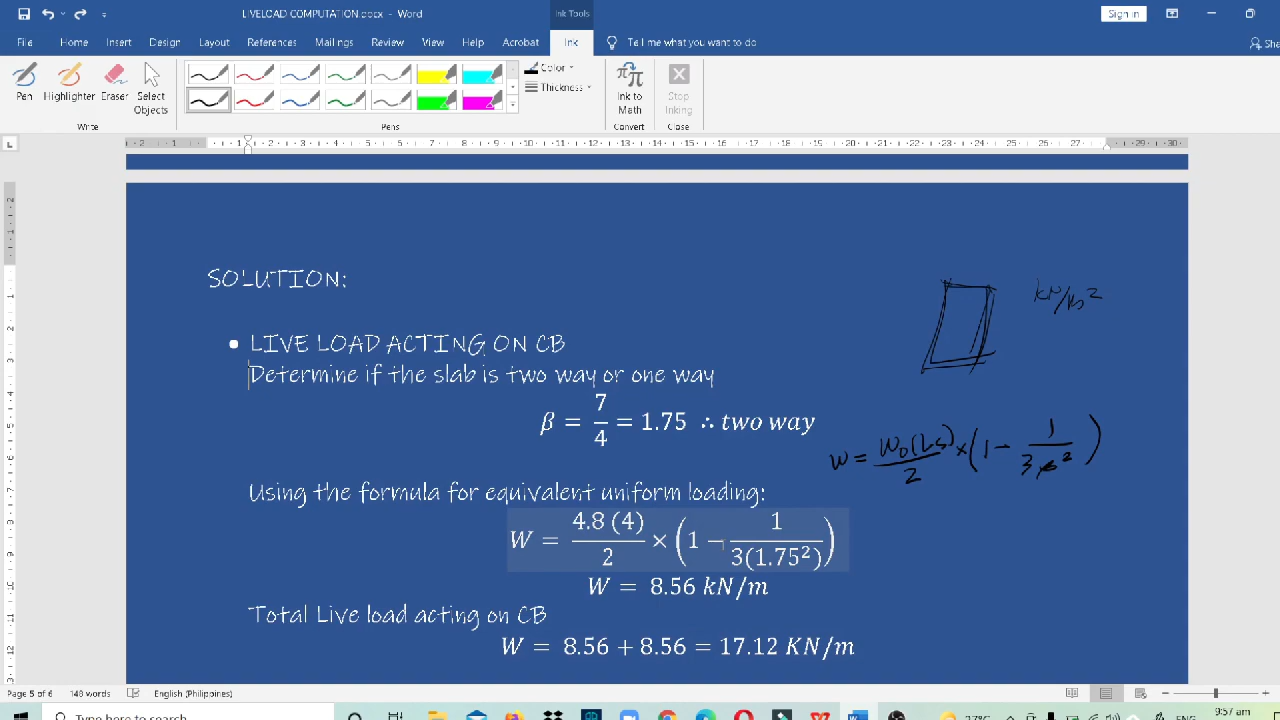 LIVELOAD COMPUTATION.docx - Word
Ink Tools
Sign in
File Home Insert Design Layout References Mailings Review View Help Acrobat Ink Tell me what you want to do
Pen Highlighter Eraser Select Objects
Color
Thickness
Ink to Math
Stop Inking
Write Pens Convert Close
SOLUTION:
kN/m2
LIVE LOAD ACTING ON CB
Determine if the slab is two way or one way
β = 7/4 = 1.75 ∴ two way
W = W0(LS)/2 × (1 − 1/3β²)
Using the formula for equivalent uniform loading:
W = 4.8 (4)/2 × (1 − 1/3(1.75²))
W = 8.56 kN/m
Total Live load acting on CB
W = 8.56 + 8.56 = 17.12 KN/m
Page 5 of 6 148 words English (Philippines)
9:57 am
Type here to search
27°C
ENG